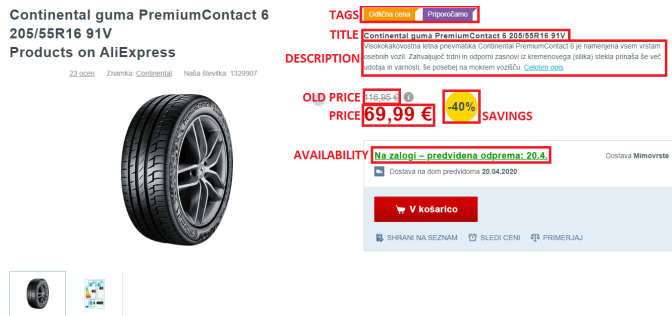 Continental guma PremiumContact 6
205/55R16 91V
Products on AliExpress
23 ocen Znamka: Continental Naša številka: 1329907
TAGS Odlična cena Priporočamo
TITLE Continental guma PremiumContact 6 205/55R16 91V
DESCRIPTION
Visokokakovostna letna pnevmatika Continental PremiumContact 6 je namenjena vsem vrstam
osebnih vozil. Zahvaljujoč trdni in odporni zasnovi iz kremenovega (silika) stekla prinaša še več
udobja in varnosti, še posebej na mokrem vozišču. Celoten opis
OLD PRICE 116,95 €
PRICE 69,99 €
-40% SAVINGS
AVAILABILITY Na zalogi – predvidena odprema: 20.4.
Dostava Mimovrste
Dostava na dom predvidoma 20.04.2020
V košarico
SHRANI NA SEZNAM SLEDI CENI PRIMERJAJ